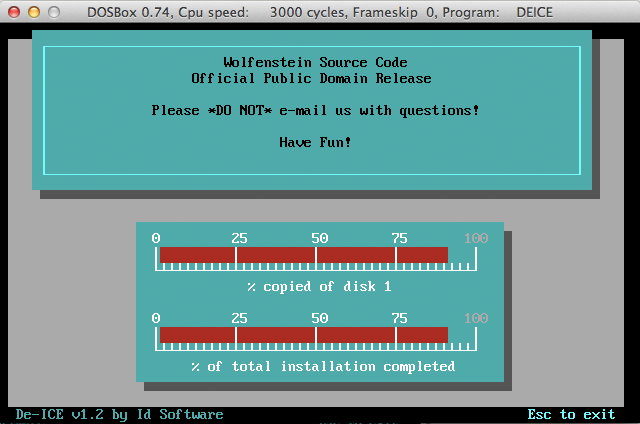 DOSBox 0.74, Cpu speed: 3000 cycles, Frameskip 0, Program: DEICE
Wolfenstein Source Code
Official Public Domain Release
Please *DO NOT* e-mail us with questions!
Have Fun!
0 25 50 75 100
% copied of disk 1
0 25 50 75 100
% of total installation completed
De-ICE v1.2 by Id Software Esc to exit